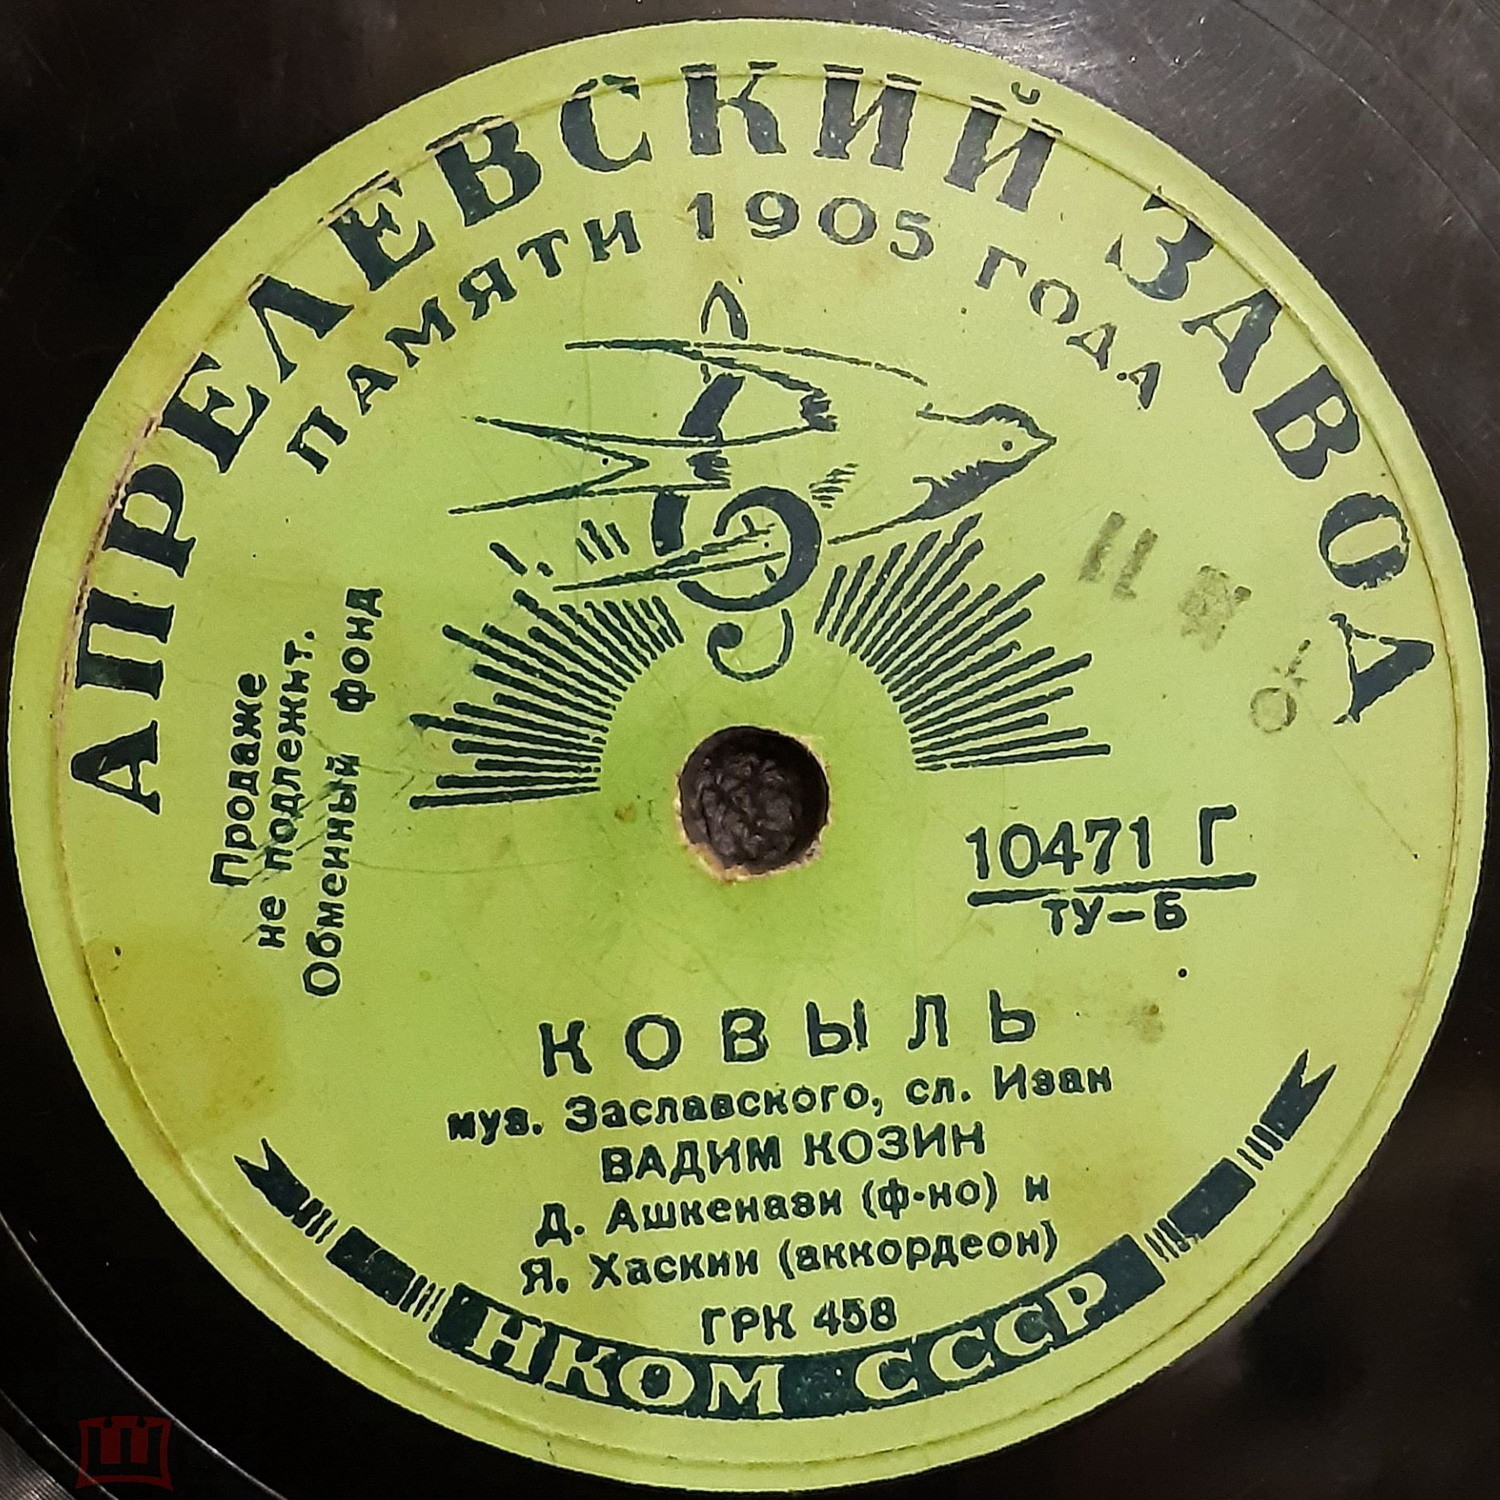 АПРЕЛЕВСКИЙ ЗАВОД
ПАМЯТИ 1905 ГОДА
Продаже
не подлежит.
Обменный фонд
10471 Г
ТУ—Б
КОВЫЛЬ
муз. Заславского, сл. Изан
ВАДИМ КОЗИН
Д. Ашкенази (ф-но) и
Я. Хаскин (аккордеон)
ГРК 458
НКОМ СССР